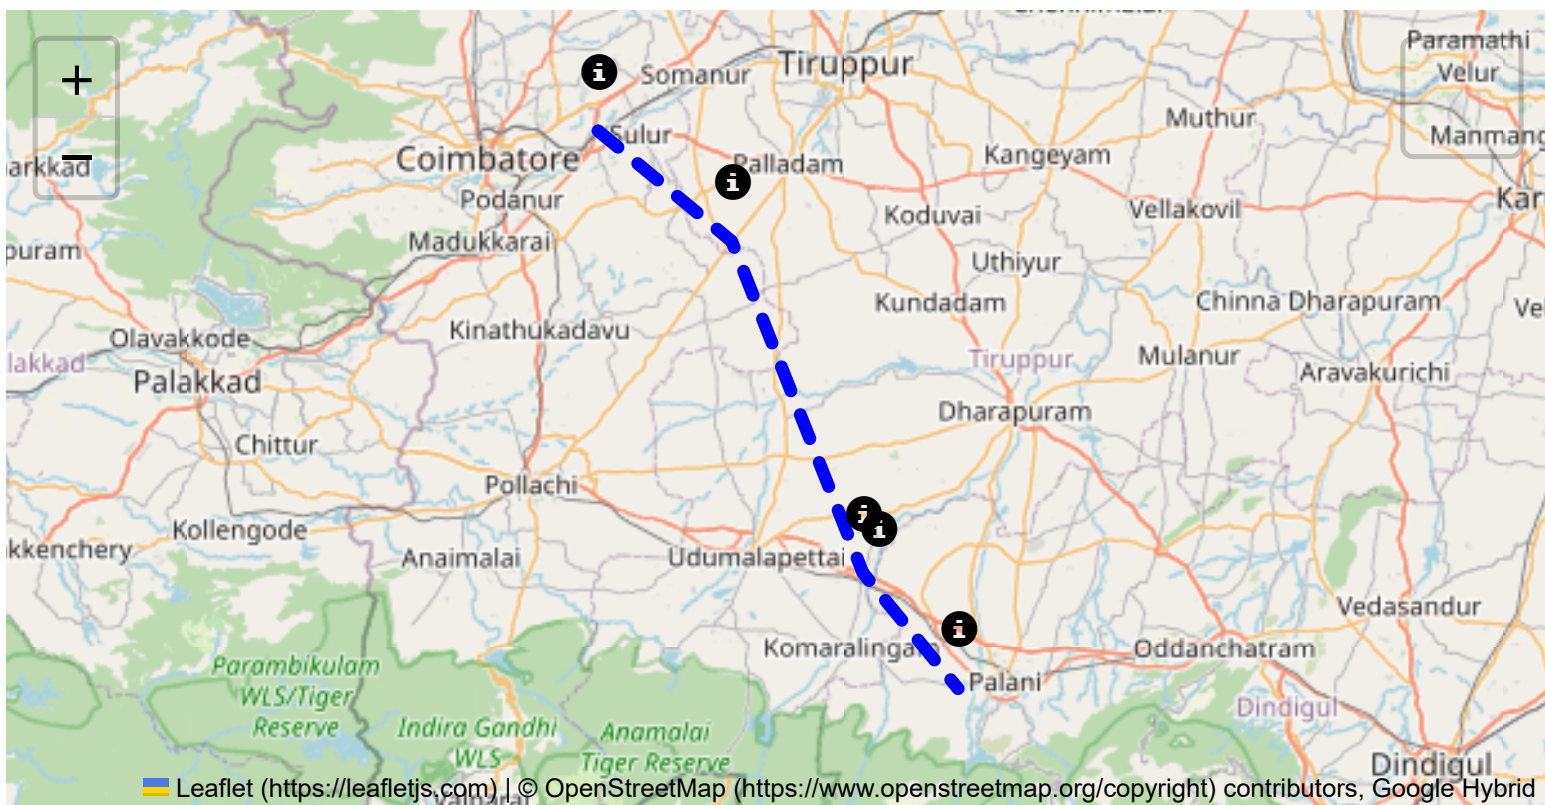 Paramathi
Velur
Tiruppur
Somanur
Muthur
Sulur
Manmang
Coimbatore
Kangeyam
arkkad
Palladam
Podanur
Kar
Koduvai
Vellakovil
Madukkarai
puram
Uthiyur
Kundadam
Chinna Dharapuram
Ve
Kinathukadavu
Olavakkode
lakkad
Tiruppur
Mulanur
Aravakurichi
Palakkad
Dharapuram
Chittur
Pollachi
Kollengode
kkenchery
Anaimalai
Udumalapettai
Vedasandur
Komaralinga
Oddanchatram
Palani
Parambikulam
WLS/Tiger
Reserve
Dindigul
Indira Gandhi
WLS
Anamalai
Tiger Reserve
Dindigul
+
−
Leaflet (https://leafletjs.com) | © OpenStreetMap (https://www.openstreetmap.org/copyright) contributors, Google Hybrid